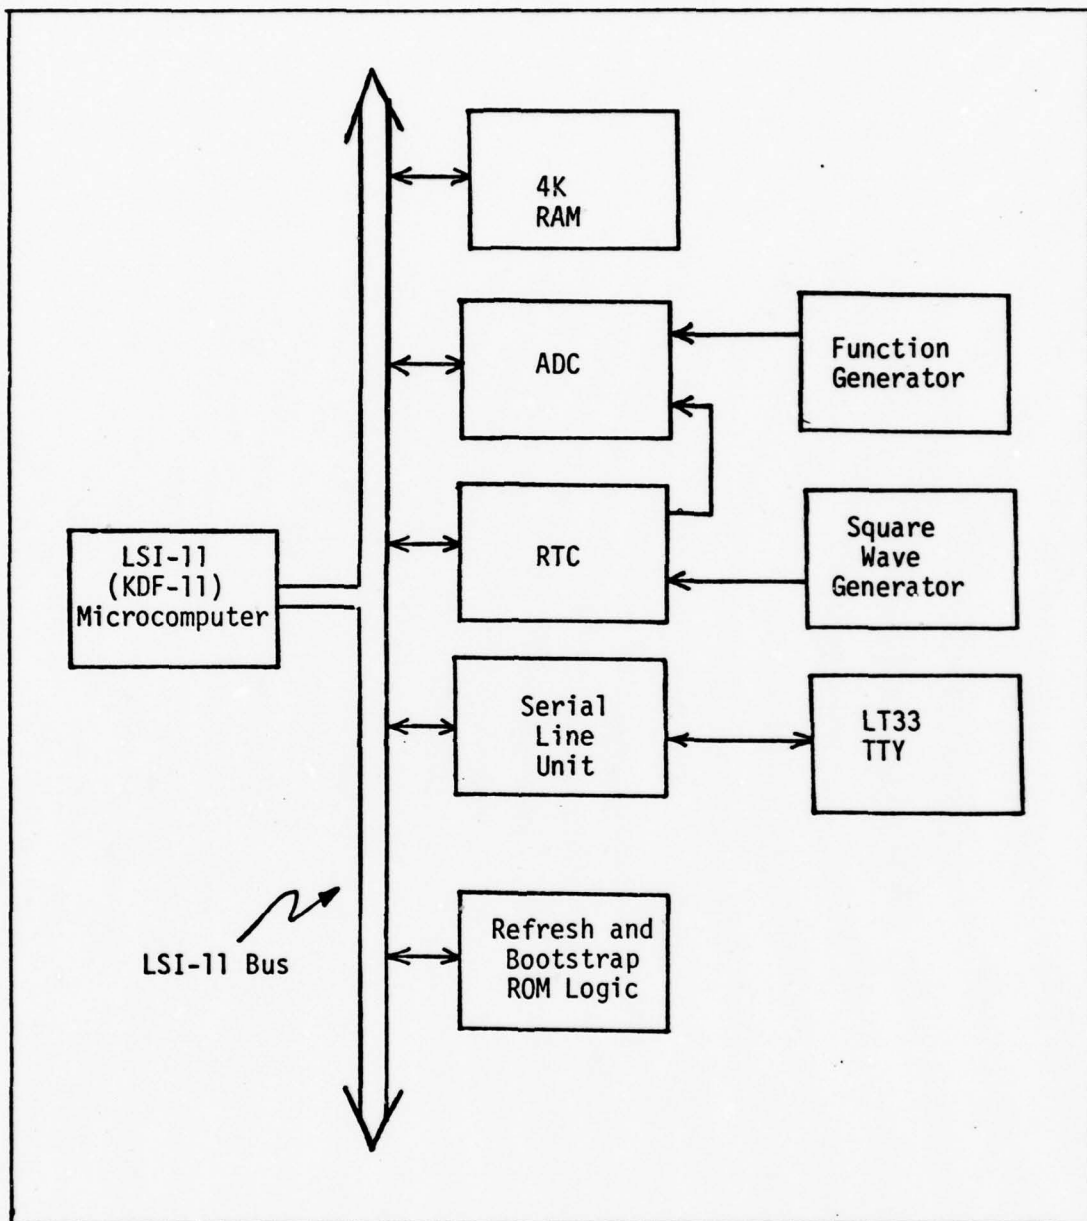 4K
RAM
ADC
Function
Generator
RTC
Square
Wave
Generator
LSI-11
(KDF-11)
Microcomputer
Serial
Line
Unit
LT33
TTY
Refresh and
Bootstrap
ROM Logic
LSI-11 Bus